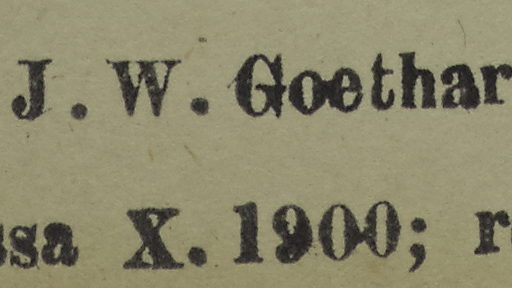 J. W. Goethar
ssa X. 1900; r